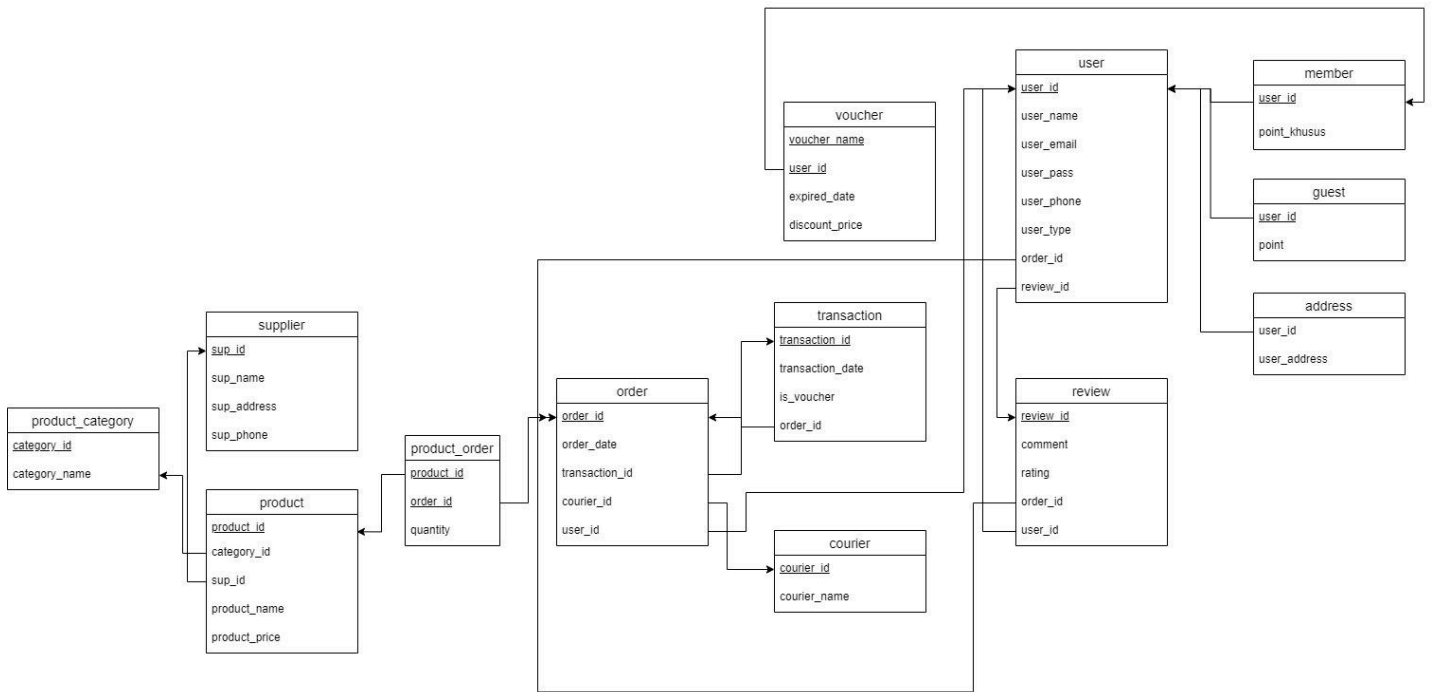 voucher
voucher_name
user_id
expired_date
discount_price
user
user_id
user_name
user_email
user_pass
user_phone
user_type
order_id
review_id
member
user_id
point_khusus
guest
user_id
point
address
user_id
user_address
supplier
sup_id
sup_name
sup_address
sup_phone
product_category
category_id
category_name
product
product_id
category_id
sup_id
product_name
product_price
product_order
product_id
order_id
quantity
order
order_id
order_date
transaction_id
courier_id
user_id
transaction
transaction_id
transaction_date
is_voucher
order_id
courier
courier_id
courier_name
review
review_id
comment
rating
order_id
user_id